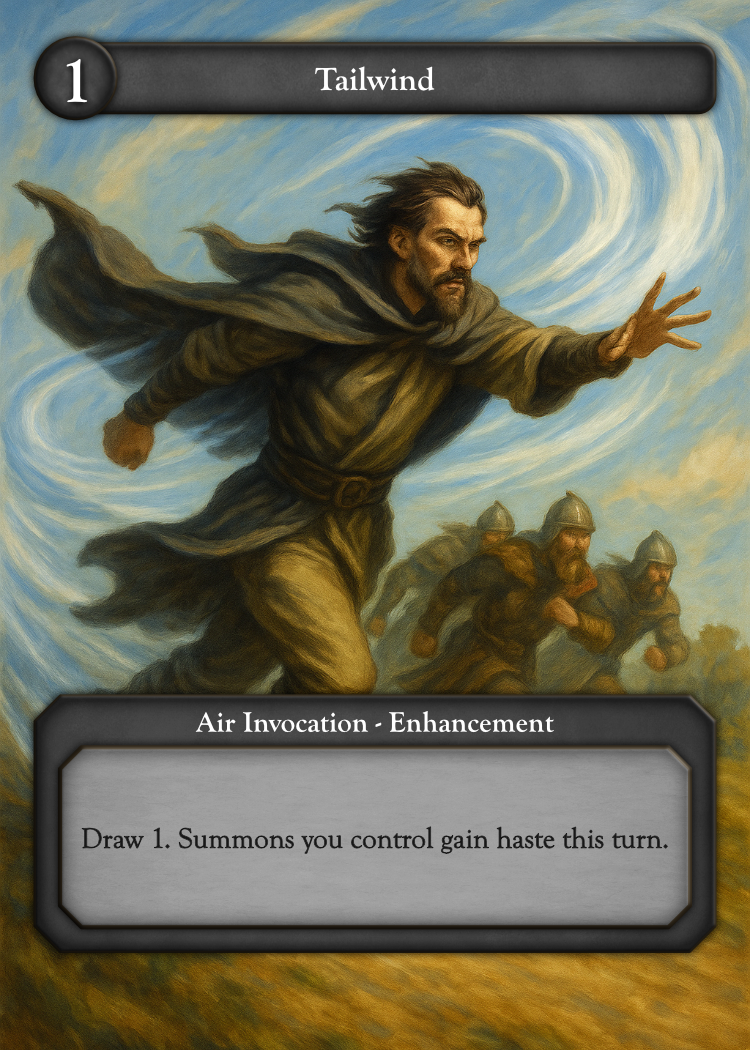 1
Tailwind
Air Invocation - Enhancement
Draw 1. Summons you control gain haste this turn.